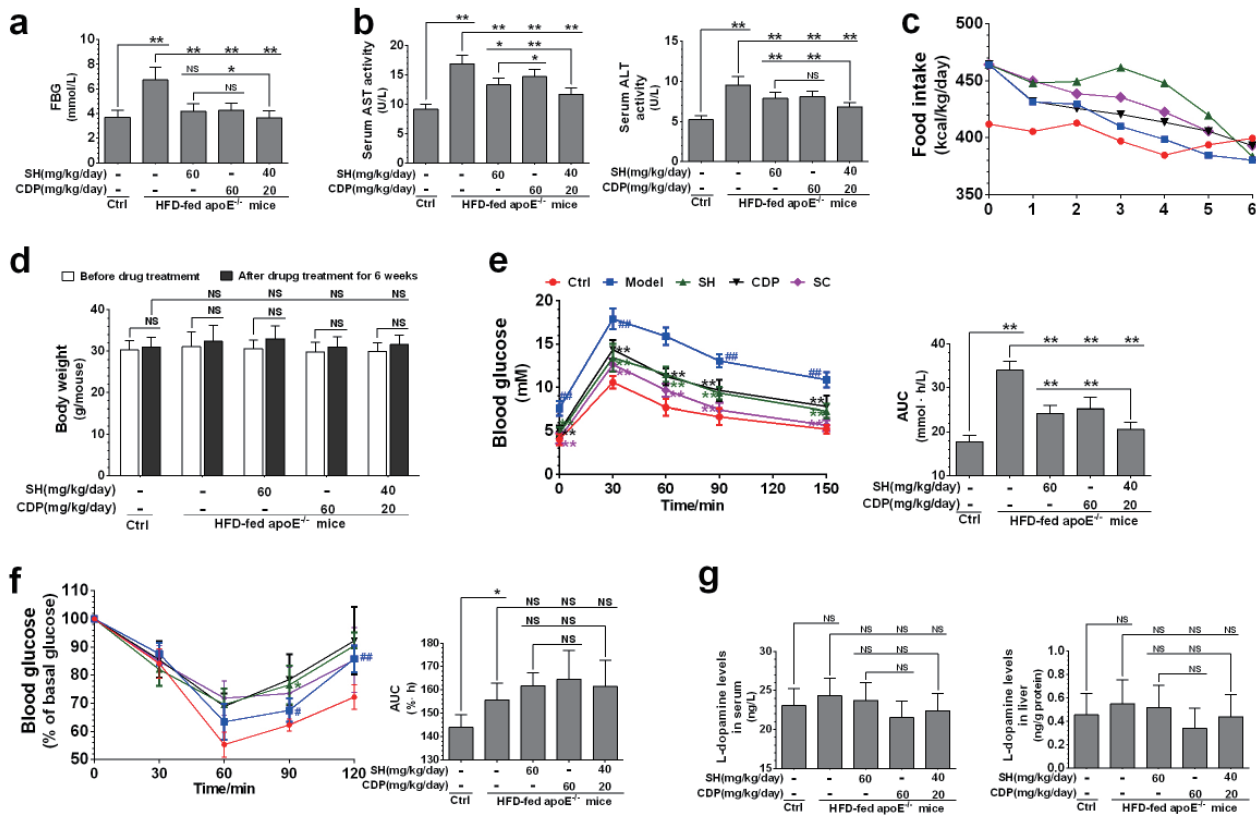 a
**
** ** **
NS *
NS
FBG
(mmol/L)
10
8
6
4
2
0
SH(mg/kg/day) - - 60 - 40
CDP(mg/kg/day) - - - 60 20
Ctrl HFD-fed apoE-/- mice
b
**
** ** **
* **
*
Serum AST activity
(U/L)
20
15
10
5
0
SH(mg/kg/day) - - 60 - 40
CDP(mg/kg/day) - - - 60 20
Ctrl HFD-fed apoE-/- mice
**
** ** **
** **
NS
Serum ALT
activity
(U/L)
15
10
5
0
- - 60 - 40
- - - 60 20
Ctrl HFD-fed apoE-/- mice
c
Food intake
(kcal/kg/day)
450
400
350
0 1 2 3 4 5 6
d
Before drug treatmemt After drupg treatment for 6 weeks
NS NS NS NS
NS NS NS NS NS
Body weight
(g/mouse)
40
30
20
10
0
SH(mg/kg/day) - - 60 - 40
CDP(mg/kg/day) - - - 60 20
Ctrl HFD-fed apoE-/- mice
e
Ctrl Model SH CDP SC
Blood glucose
(mM)
20
15
10
5
0
## ## ## ##
** ** ** ** **
** ** ** ** **
** ** ** ** **
0 30 60 90 120 150
Time/min
**
** ** **
** **
AUC
(mmol · h/L)
40
30
20
10
SH(mg/kg/day) - - 60 - 40
CDP(mg/kg/day) - - - 60 20
Ctrl HFD-fed apoE-/- mice
f
Blood glucose
(% of basal glucose)
110
100
90
80
70
60
50
* # ##
0 30 60 90 120
Time/min
*
NS NS NS
NS NS
NS
AUC
(%· h)
180
170
160
150
140
130
SH(mg/kg/day) - - 60 - 40
CDP(mg/kg/day) - - - 60 20
Ctrl HFD-fed apoE-/- mice
g
NS
NS NS NS
NS NS
NS
L-dopamine levels
in serum
(ng/L)
30
27
24
21
18
15
SH(mg/kg/day) - - 60 - 40
CDP(mg/kg/day) - - - 60 20
Ctrl HFD-fed apoE-/- mice
NS
NS NS NS
NS NS
NS
L-dopamine levels
in liver
(ng/g protein)
1.0
0.8
0.6
0.4
0.2
0.0
SH(mg/kg/day) - - 60 - 40
CDP(mg/kg/day) - - - 60 20
Ctrl HFD-fed apoE-/- mice